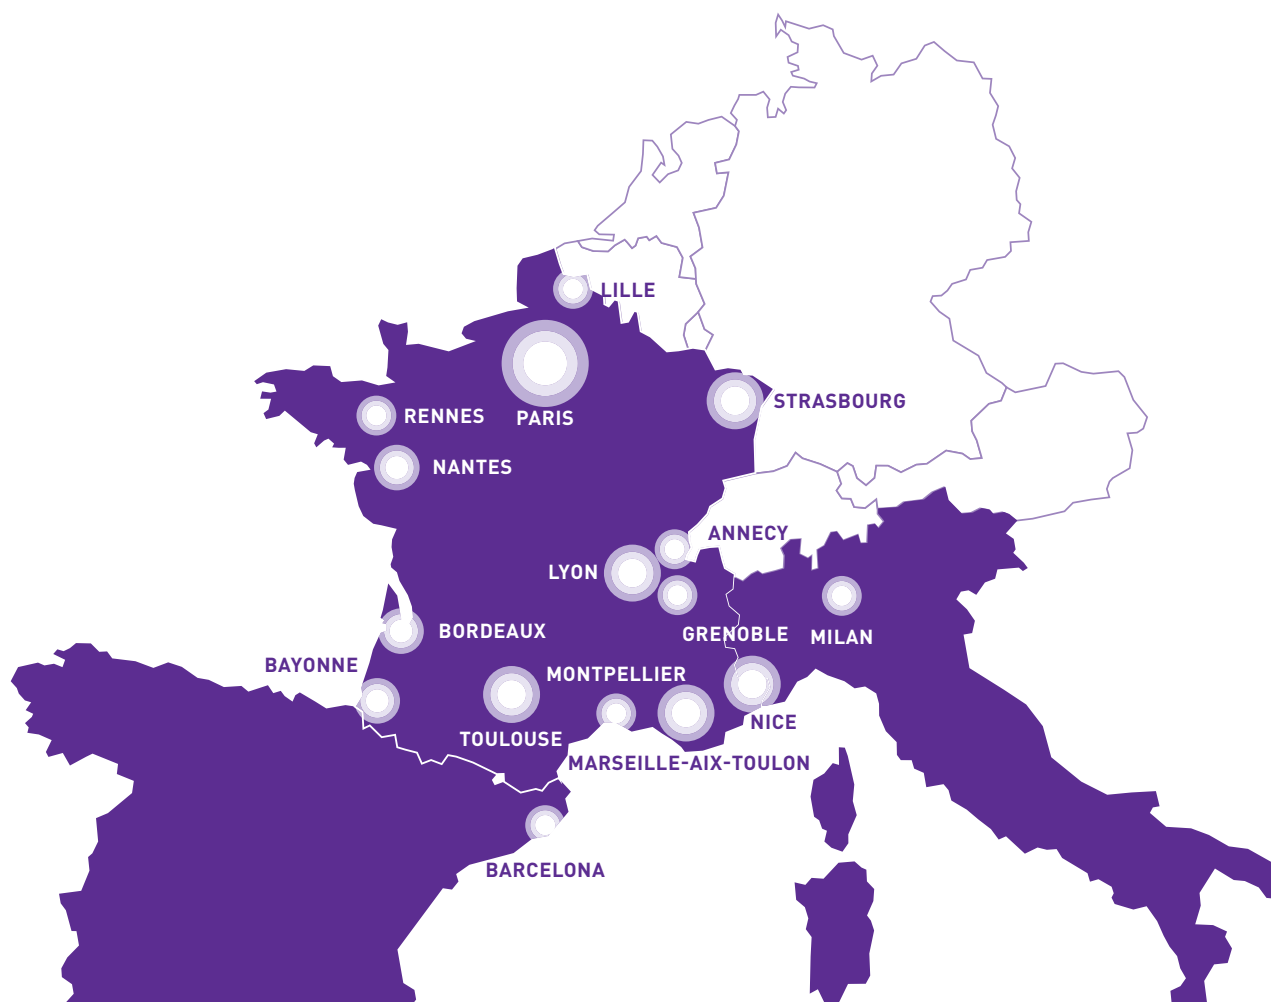 LILLE
STRASBOURG
RENNES
PARIS
NANTES
ANNECY
LYON
BORDEAUX
GRENOBLE
MILAN
BAYONNE
MONTPELLIER
NICE
TOULOUSE
MARSEILLE-AIX-TOULON
BARCELONA